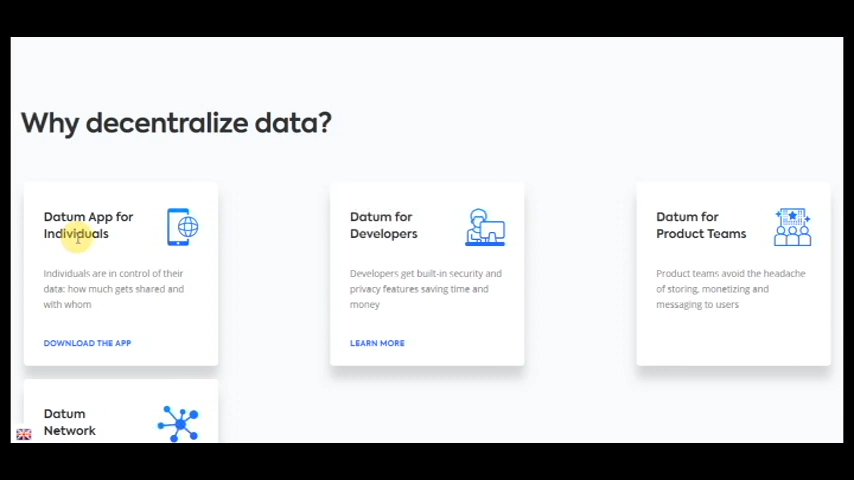 Why decentralize data?
Datum App for
Individuals
Individuals are in control of their
data: how much gets shared and
with whom
DOWNLOAD THE APP
Datum for
Developers
Developers get built-in security and
privacy features saving time and
money
LEARN MORE
Datum for
Product Teams
Product teams avoid the headache
of storing, monetizing and
messaging to users
Datum
Network